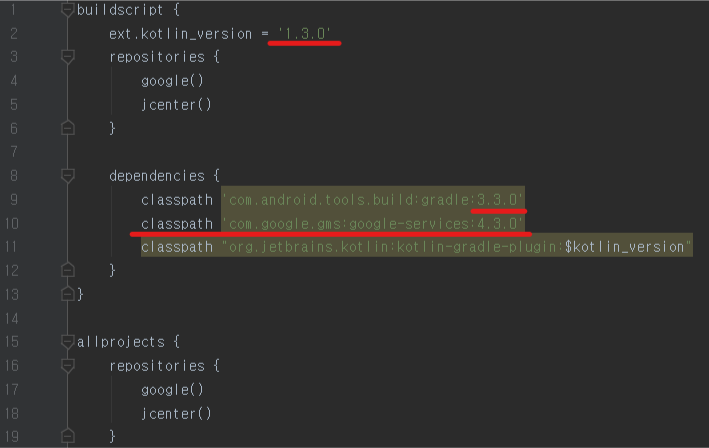 1 buildscript {
2 ext.kotlin_version = '1.3.0'
3 repositories {
4 google()
5 jcenter()
6 }
7
8 dependencies {
9 classpath 'com.android.tools.build:gradle:3.3.0'
10 classpath 'com.google.gms:google-services:4.3.0'
11 classpath "org.jetbrains.kotlin:kotlin-gradle-plugin:$kotlin_version"
12 }
13 }
14
15 allprojects {
16 repositories {
17 google()
18 jcenter()
19 }